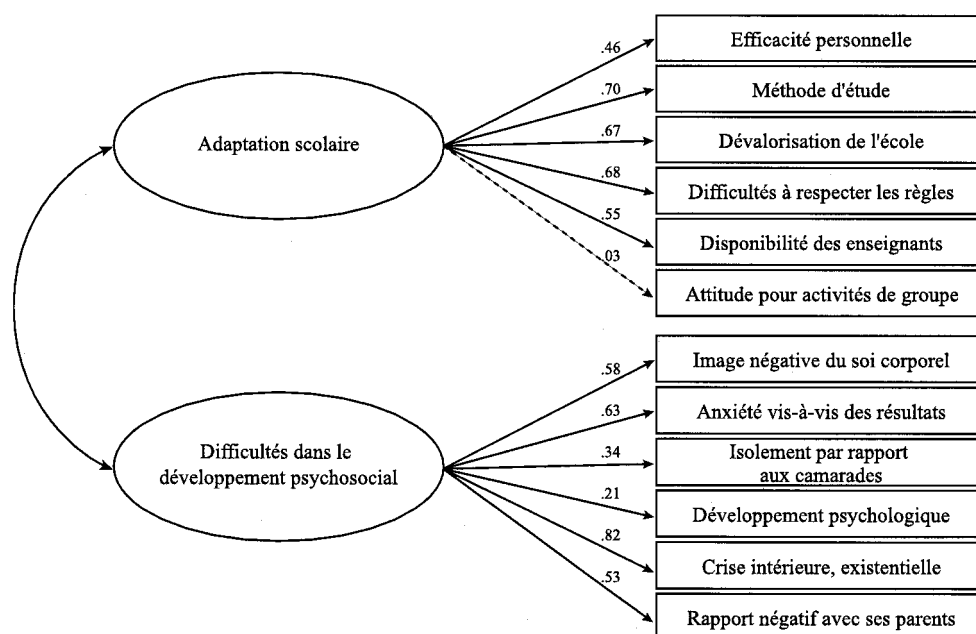 .46
Efficacité personnelle
.70
Méthode d'étude
Adaptation scolaire
.67
Dévalorisation de l'école
.68
Difficultés à respecter les règles
.55
Disponibilité des enseignants
.03
Attitude pour activités de groupe
.58
Image négative du soi corporel
.63
Anxiété vis-à-vis des résultats
Difficultés dans le
développement psychosocial
.34
Isolement par rapport
aux camarades
.21
Développement psychologique
.82
Crise intérieure, existentielle
.53
Rapport négatif avec ses parents